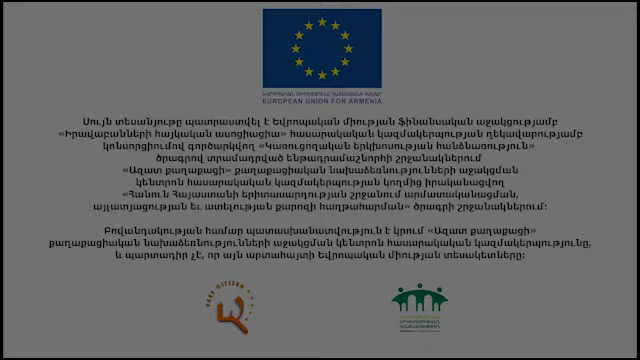 ԵՎՐՈՊԱԿԱՆ ՄԻՈՒԹՅՈՒՆԸ ՀԱՅԱՍՏԱՆԻ ՀԱՄԱՐ
EUROPEAN UNION FOR ARMENIA
Սույն տեսանյութը պատրաստվել է Եվրոպական միության ֆինանսական աջակցությամբ
«Իրավաբանների հայկական ասոցիացիա» հասարակական կազմակերպության ղեկավարությամբ
կոնսորցիումով գործարկվող «Կառուցողական երկխոսության հանձնառություն»
ծրագրով տրամադրված ենթադրամաշնորհի շրջանակներում
«Ազատ քաղաքացի» քաղաքացիական նախաձեռնությունների աջակցման
կենտրոն հասարակական կազմակերպության կողմից իրականացվող
«Հանուն Հայաստանի երիտասարդության շրջանում արմատականացման,
այլատյացության եւ ատելության քարոզի հաղթահարման» ծրագրի շրջանակներում:
Բովանդակության համար պատասխանատվություն է կրում «Ազատ քաղաքացի»
քաղաքացիական նախաձեռնությունների աջակցման կենտրոն հասարակական կազմակերպությունը,
և պարտադիր չէ, որ այն արտահայտի Եվրոպական միության տեսակետները:
FREE CITIZEN